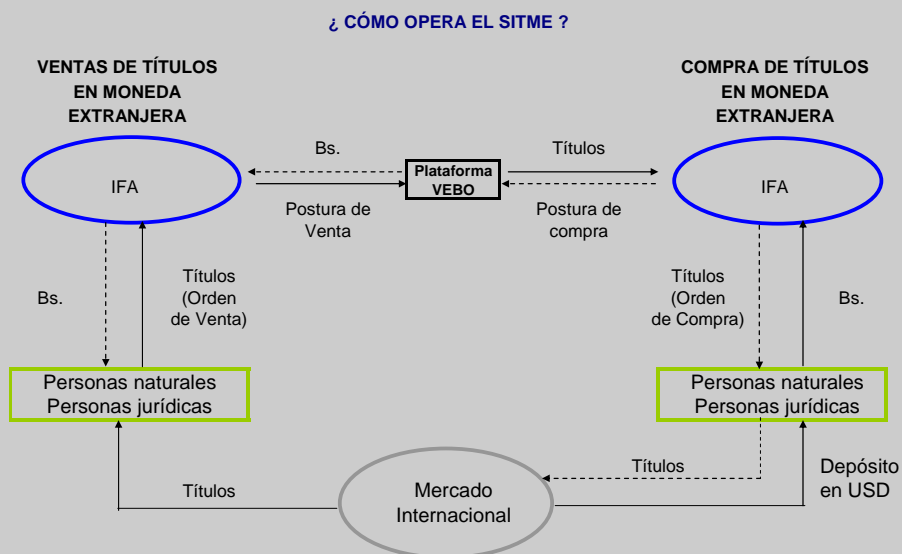 ¿ CÓMO OPERA EL SITME ?
VENTAS DE TÍTULOS
EN MONEDA
EXTRANJERA
COMPRA DE TÍTULOS
EN MONEDA
EXTRANJERA
IFA
Bs.
Plataforma
VEBO
Títulos
IFA
Postura de
Venta
Postura de
compra
Bs.
Títulos
(Orden
de Venta)
Títulos
(Orden
de Compra)
Bs.
Personas naturales
Personas jurídicas
Personas naturales
Personas jurídicas
Títulos
Mercado
Internacional
Títulos
Depósito
en USD